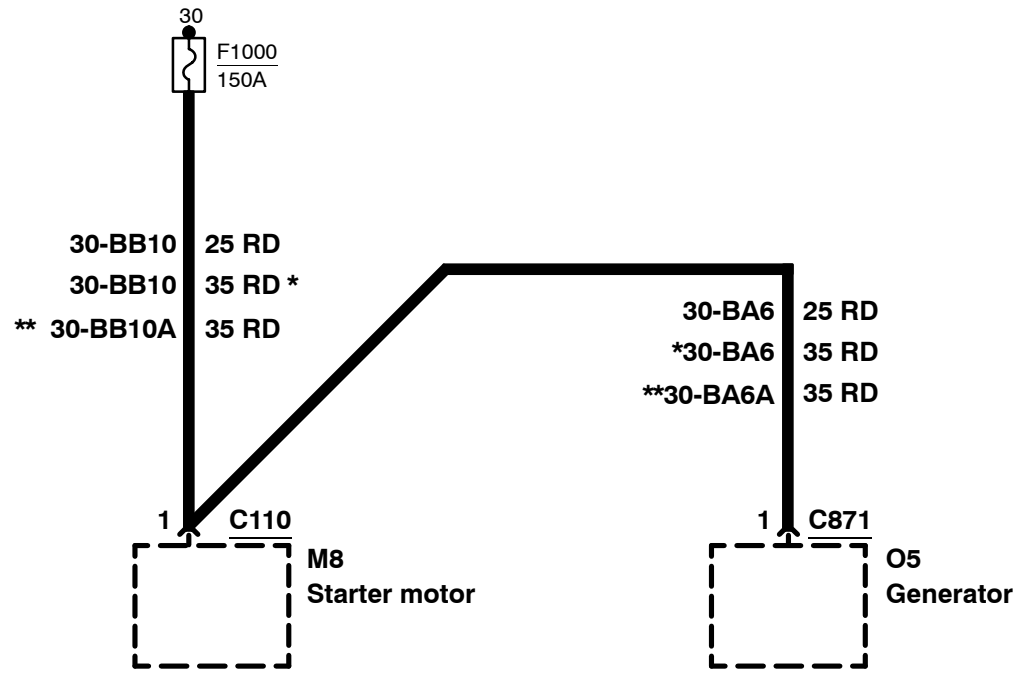 30
F1000
150A
30-BB10 25 RD
30-BB10 35 RD *
** 30-BB10A 35 RD
30-BA6 25 RD
*30-BA6 35 RD
**30-BA6A 35 RD
1 C110
M8
Starter motor
1 C871
O5
Generator